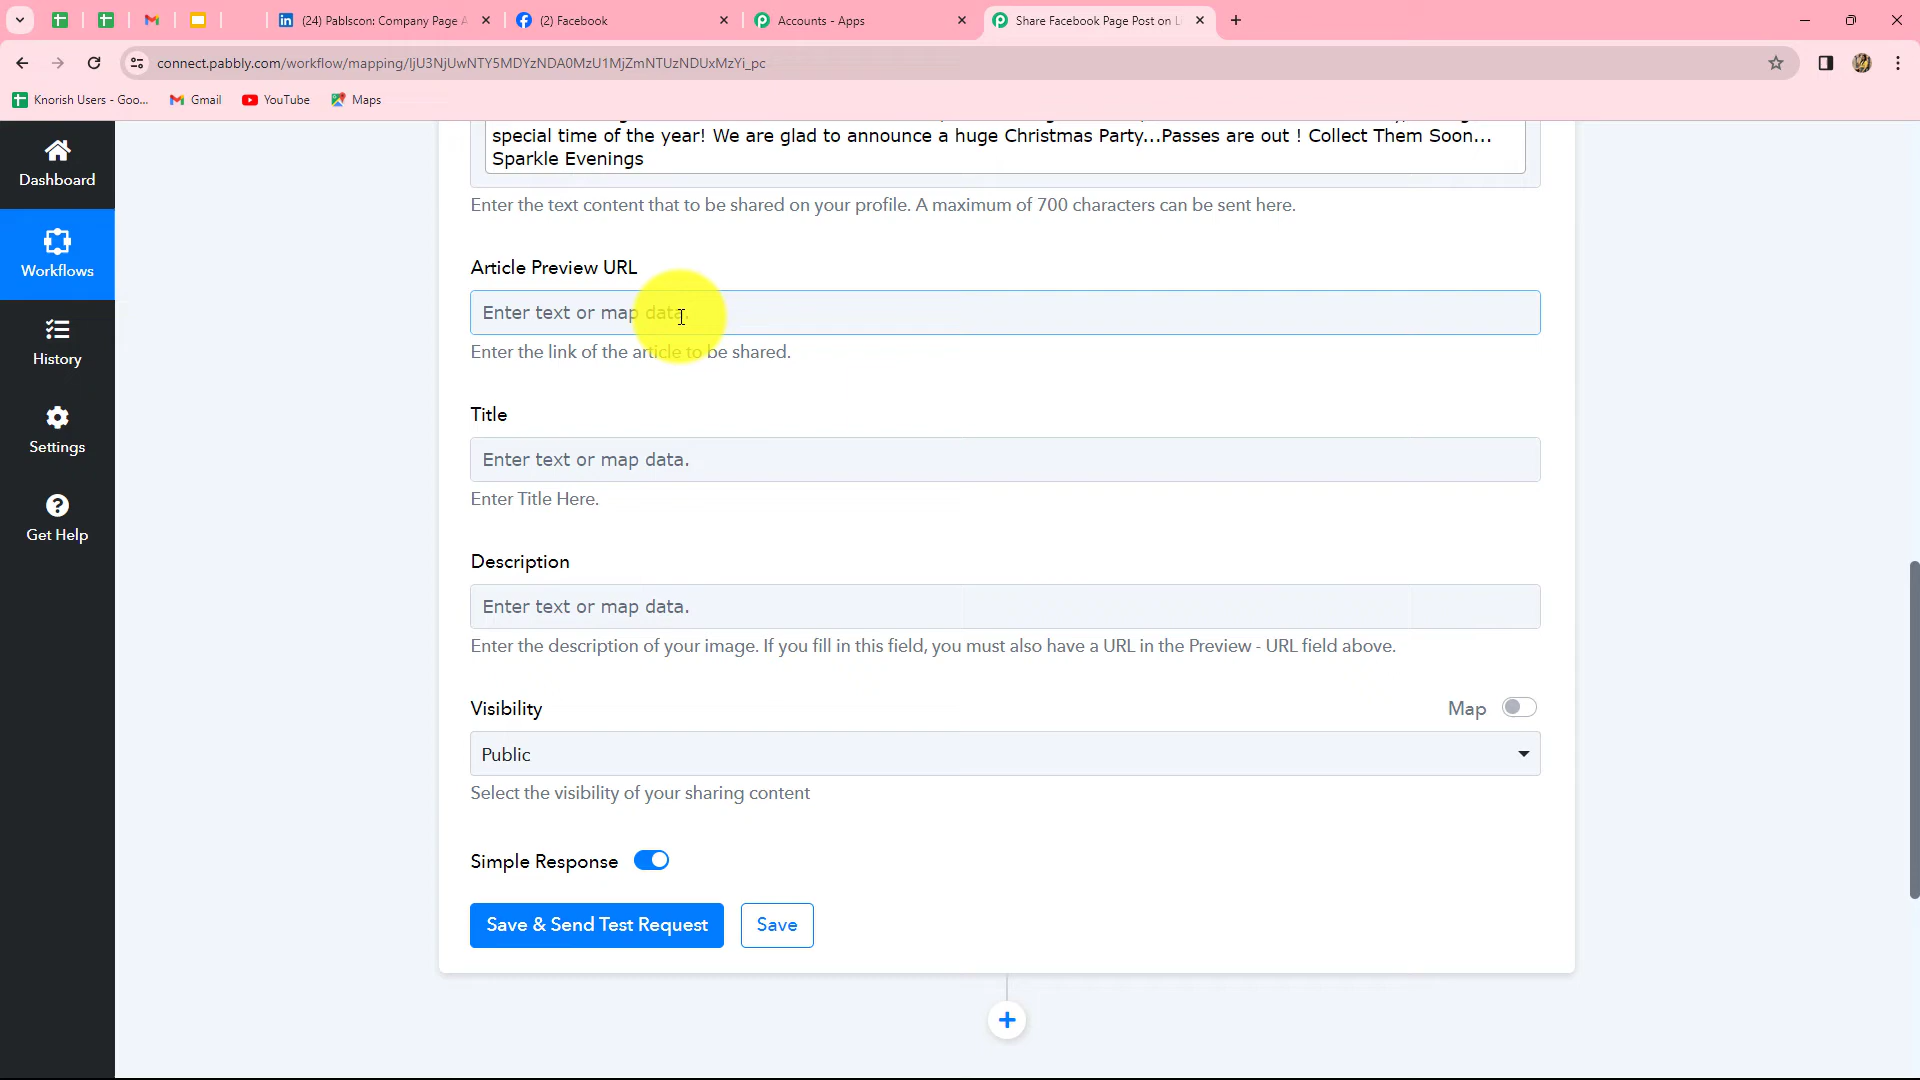 (24) Pablscon: Company Page A
(2) Facebook
Accounts - Apps
Share Facebook Page Post on Li
connect.pabbly.com/workflow/mapping/IjU3NjUwNTY5MDYzNDA0MzU1MjZmNTUzNDUxMzYi_pc
Knorish Users - Goo...
Gmail
YouTube
Maps
Dashboard
Workflows
History
Settings
Get Help
special time of the year! We are glad to announce a huge Christmas Party...Passes are out ! Collect Them Soon...
Sparkle Evenings
Enter the text content that to be shared on your profile. A maximum of 700 characters can be sent here.
Article Preview URL
Enter text or map data.
Enter the link of the article to be shared.
Title
Enter text or map data.
Enter Title Here.
Description
Enter text or map data.
Enter the description of your image. If you fill in this field, you must also have a URL in the Preview - URL field above.
Visibility
Map
Public
Select the visibility of your sharing content
Simple Response
Save & Send Test Request
Save